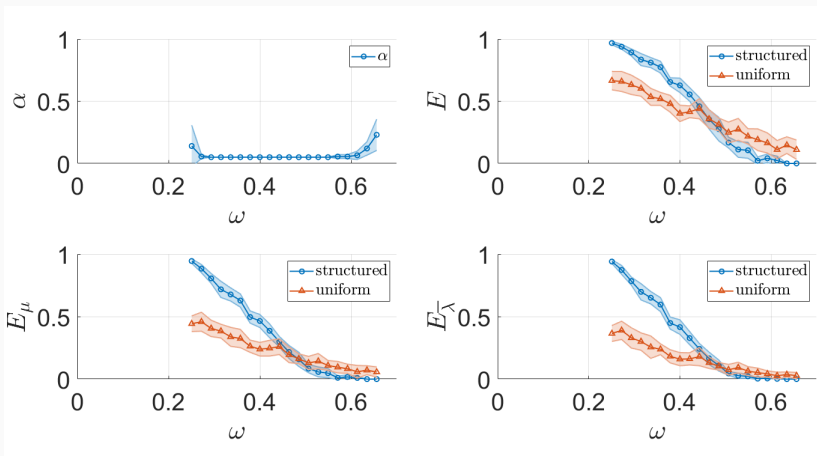 1
0.5
0
0 0.2 0.4 0.6
α
ω
α
1
0.5
0
0 0.2 0.4 0.6
E
ω
structured
uniform
1
0.5
0
0 0.2 0.4 0.6
E_μ
ω
structured
uniform
1
0.5
0
0 0.2 0.4 0.6
E_λ̄
ω
structured
uniform